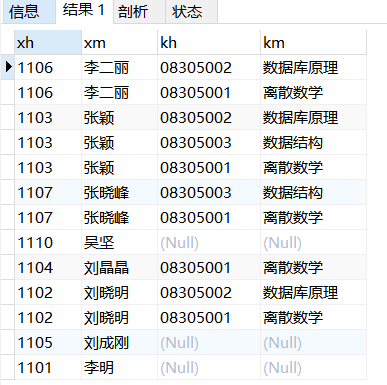 信息 结果 1 剖析 状态
xh xm kh km
1106 李二丽 08305002 数据库原理
1106 李二丽 08305001 离散数学
1103 张颖 08305002 数据库原理
1103 张颖 08305003 数据结构
1103 张颖 08305001 离散数学
1107 张晓峰 08305003 数据结构
1107 张晓峰 08305001 离散数学
1110 吴坚 (Null) (Null)
1104 刘晶晶 08305001 离散数学
1102 刘晓明 08305002 数据库原理
1102 刘晓明 08305001 离散数学
1105 刘成刚 (Null) (Null)
1101 李明 (Null) (Null)